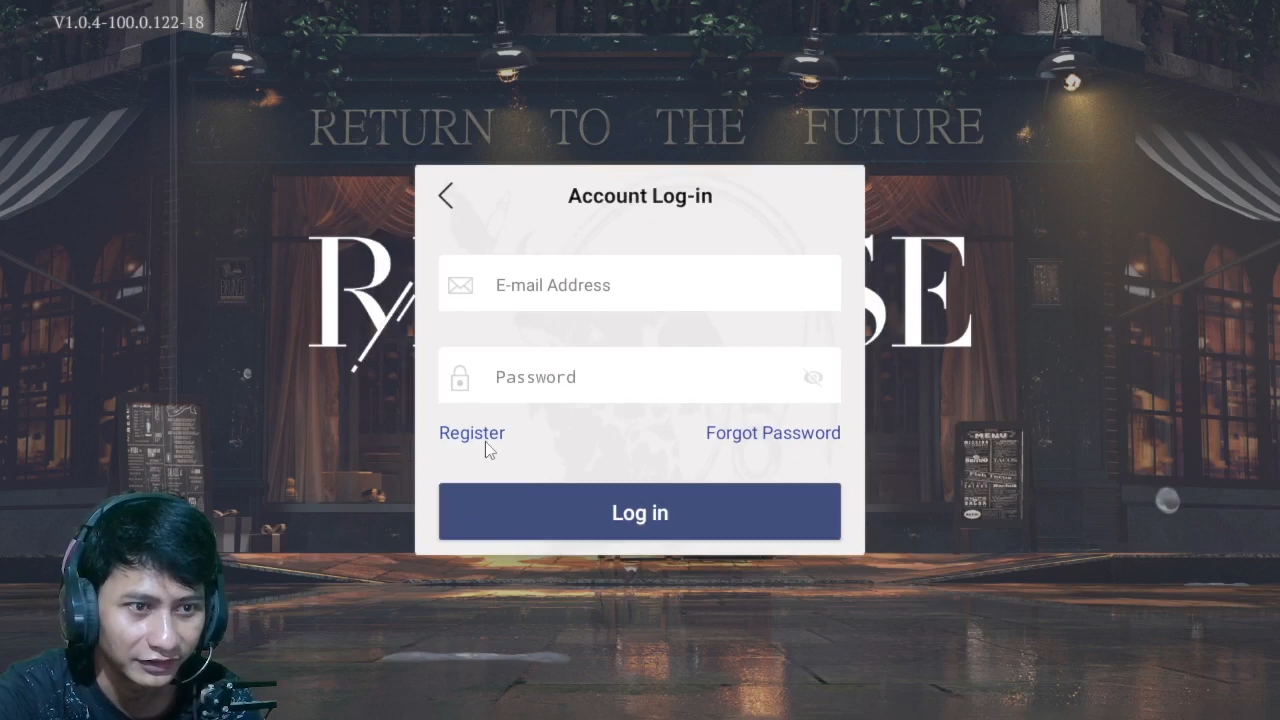 V1.0.4-100.0.122-18
RETURN TO THE FUTURE
Account Log-in
E-mail Address
Password
Register
Forgot Password
Log in
MENU